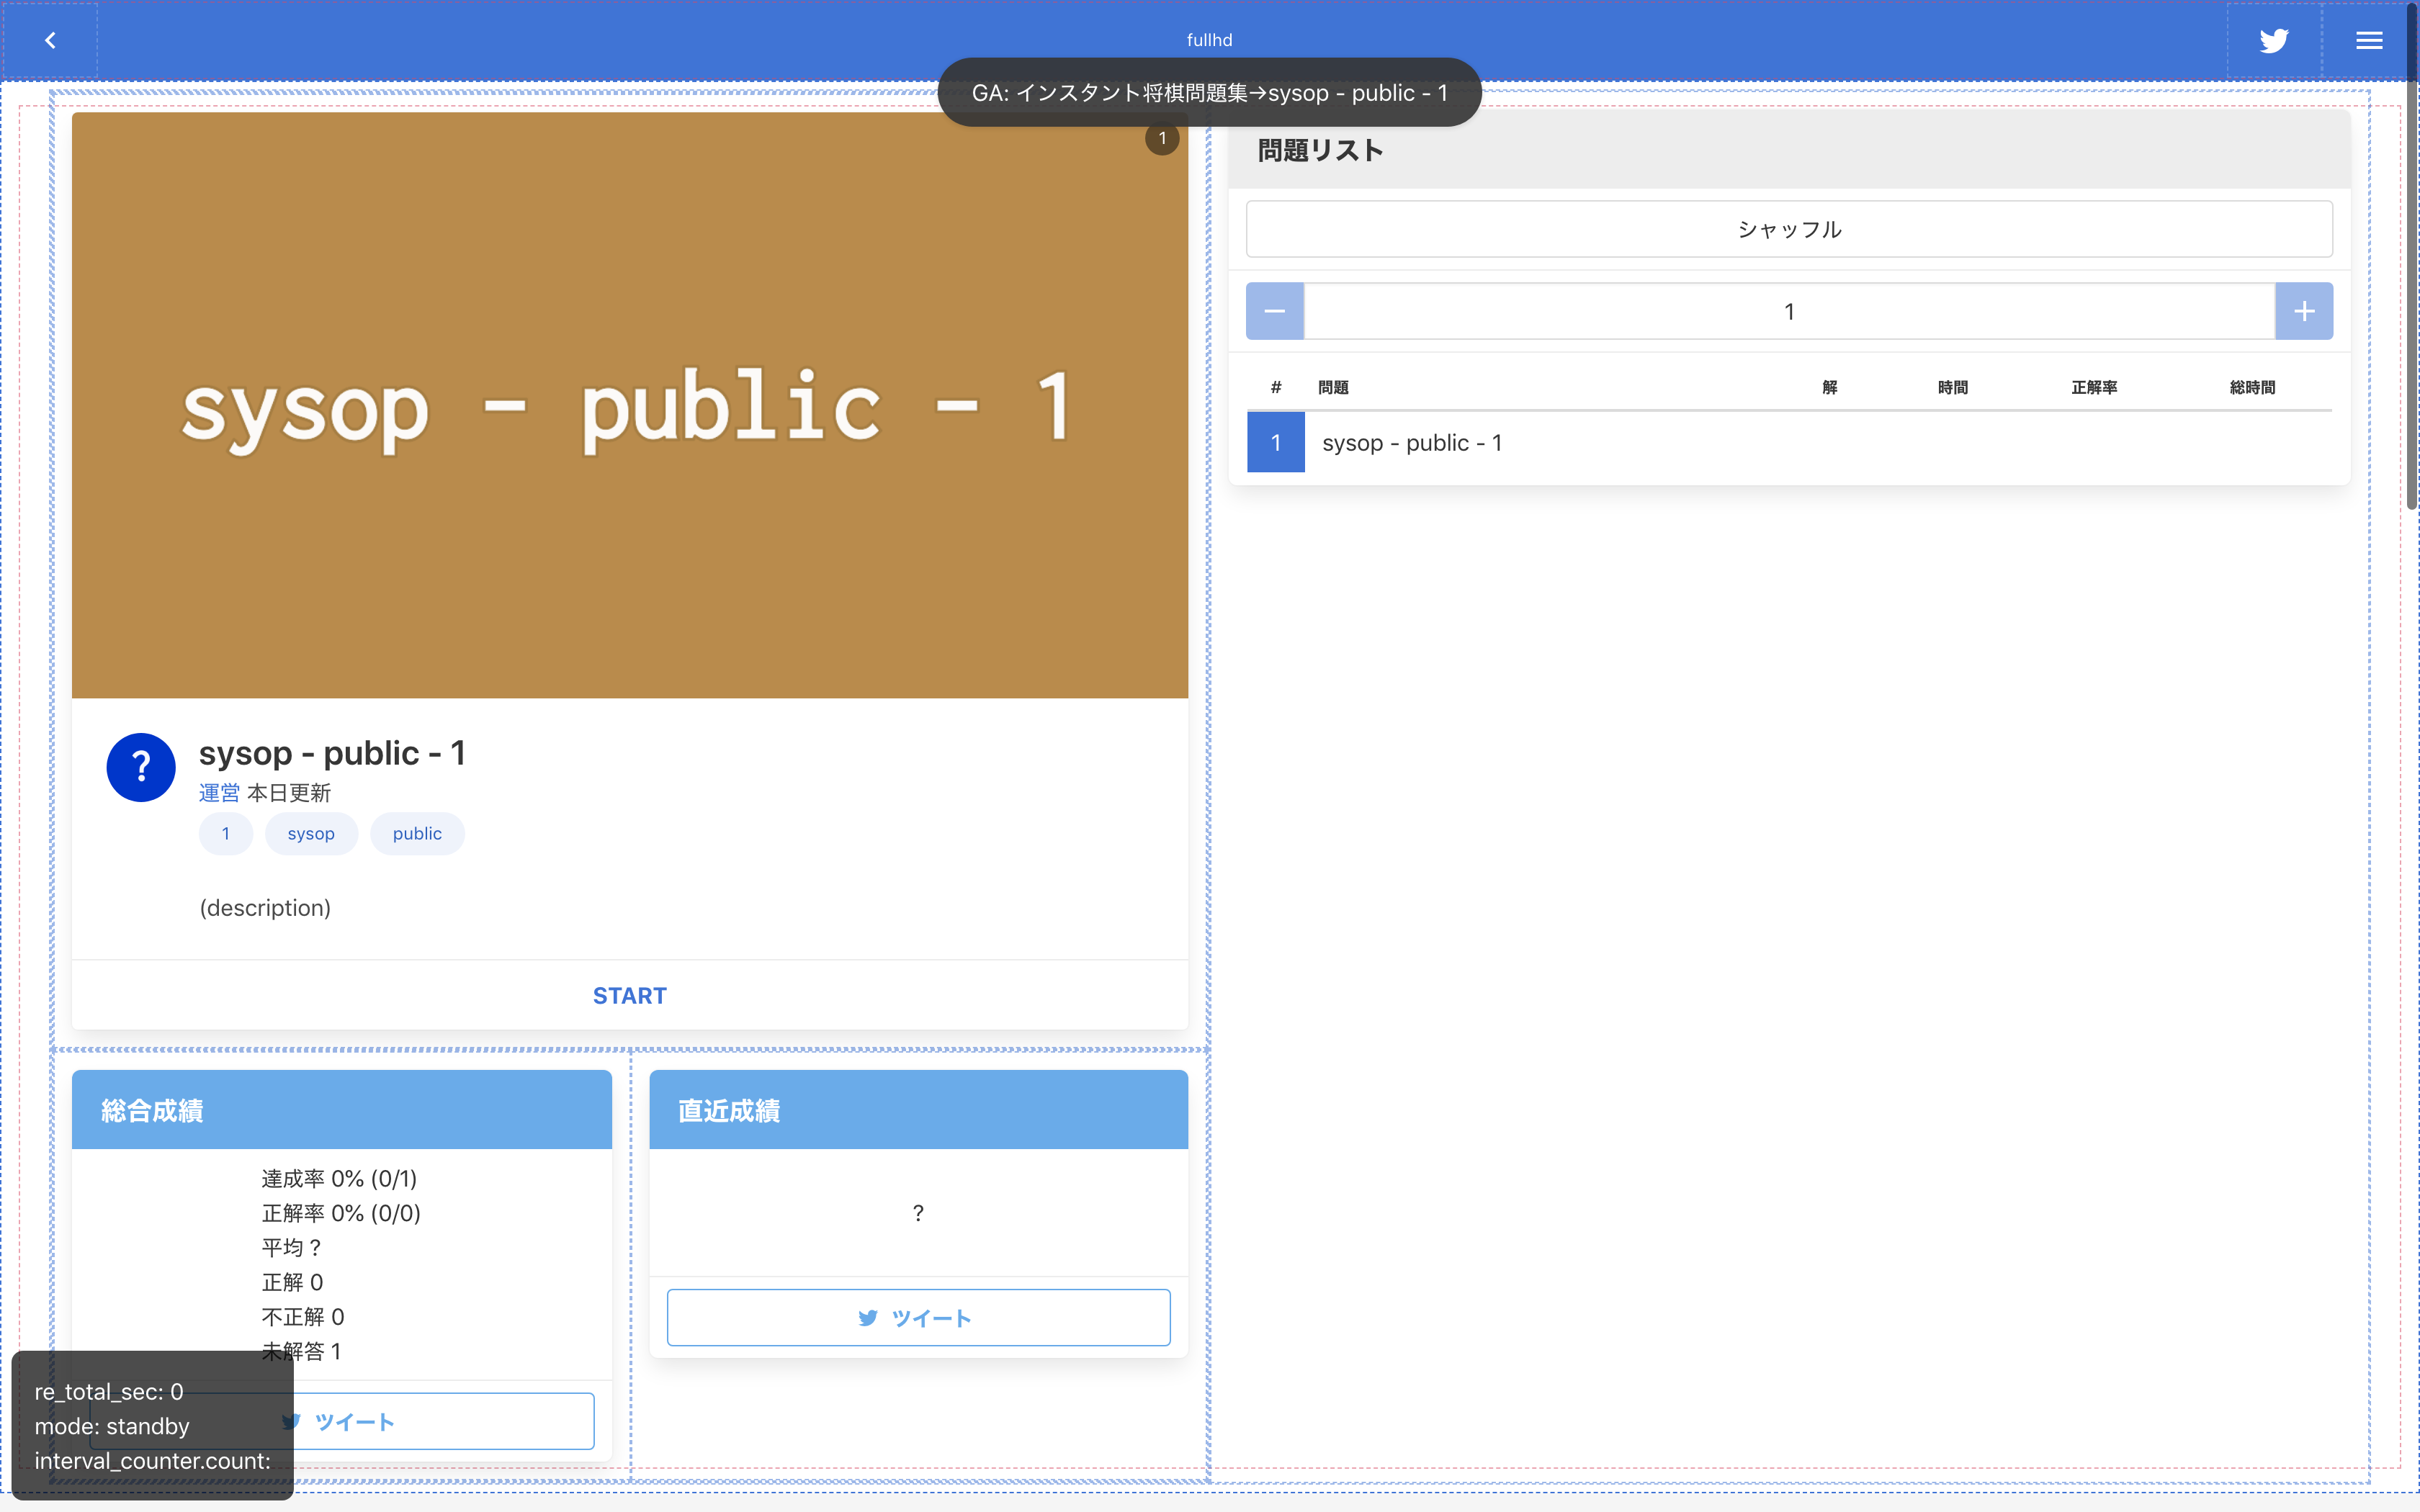 fullhd
GA: インスタント将棋問題集→sysop - public - 1
1
sysop - public - 1
?
sysop - public - 1
運営 本日更新
1 sysop public
(description)
START
総合成績
達成率 0% (0/1)
正解率 0% (0/0)
平均 ?
正解 0
不正解 0
未解答 1
ツイート
直近成績
?
ツイート
re_total_sec: 0
mode: standby
interval_counter.count:
問題リスト
シャッフル
1
# 問題 解 時間 正解率 総時間
1 sysop - public - 1